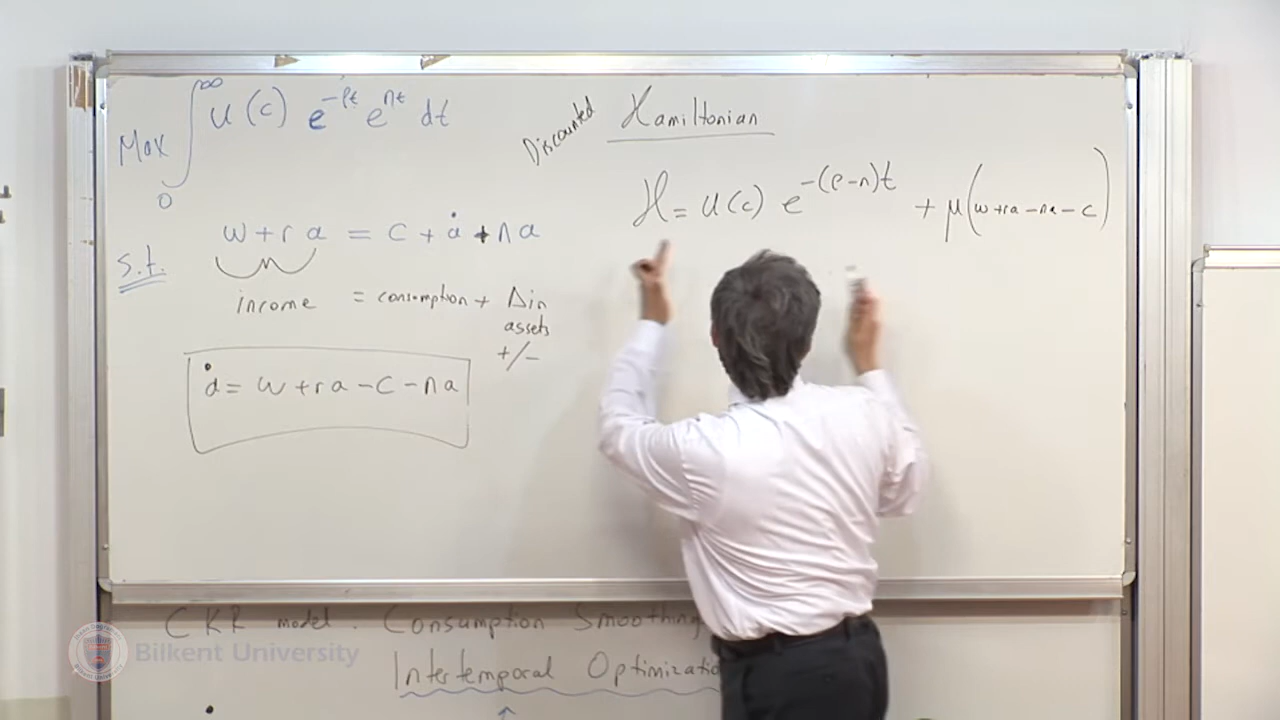 Max ∫₀^∞ u(c) e^{-ρt} e^{nt} dt
s.t. w + r a = c + ȧ + n a
income = consumption + Δ in
assets
+/-
ȧ = w + r a - c - n a
Discounted Hamiltonian
H = u(c) e^{-(ρ-n)t} + μ(w + ra - na - c)
CKR model. Consumption Smoothing
Intertemporal
Bilkent University